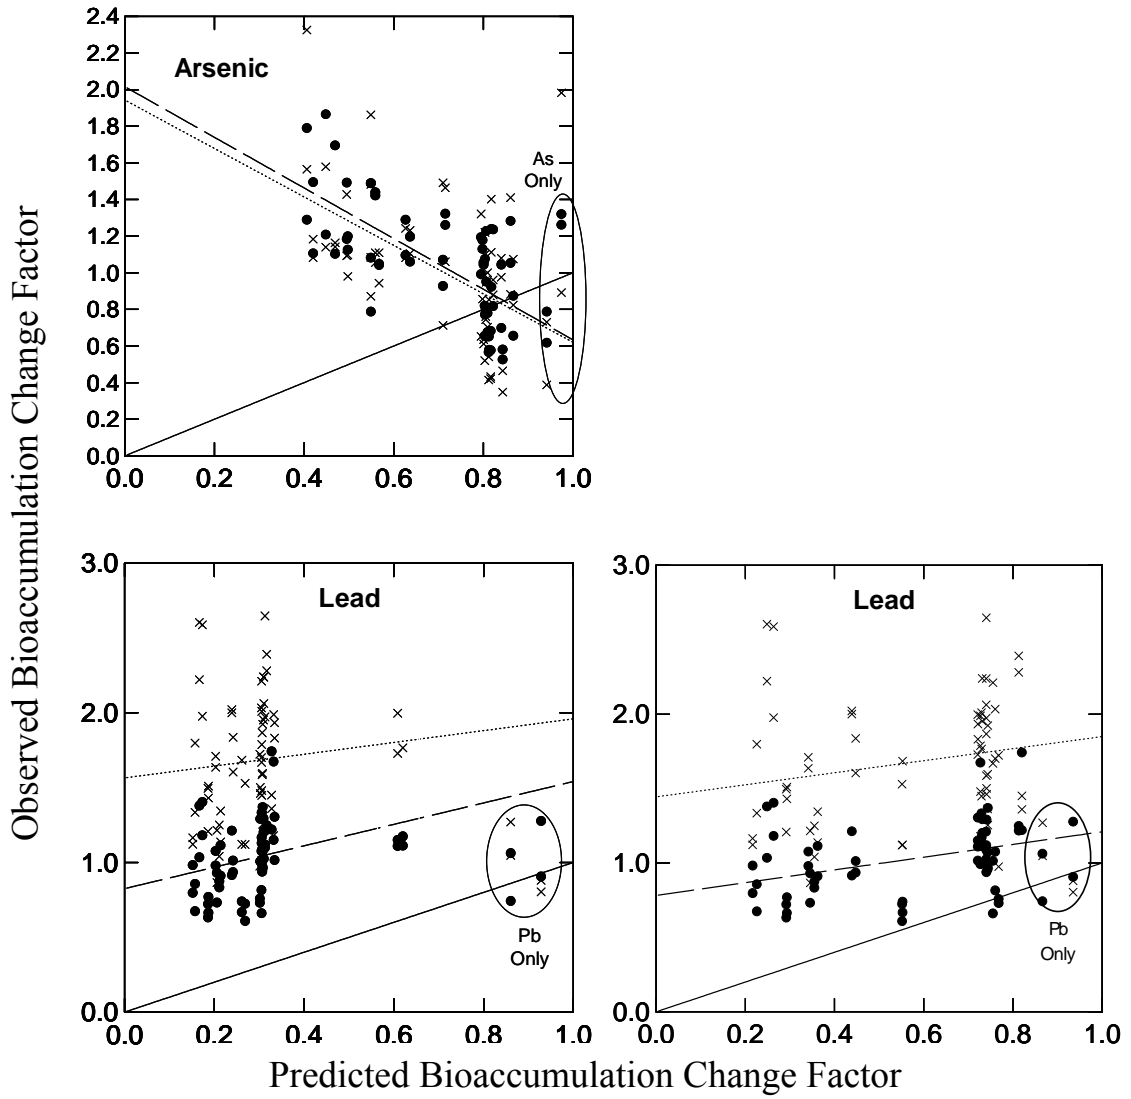 Observed Bioaccumulation Change Factor
2.4
2.2
2.0
1.8
1.6
1.4
1.2
1.0
0.8
0.6
0.4
0.2
0.0
Arsenic
As
Only
0.0 0.2 0.4 0.6 0.8 1.0
3.0
2.0
1.0
0.0
Lead
Pb
Only
0.0 0.2 0.4 0.6 0.8 1.0
3.0
2.0
1.0
0.0
Lead
Pb
Only
0.0 0.2 0.4 0.6 0.8 1.0
Predicted Bioaccumulation Change Factor